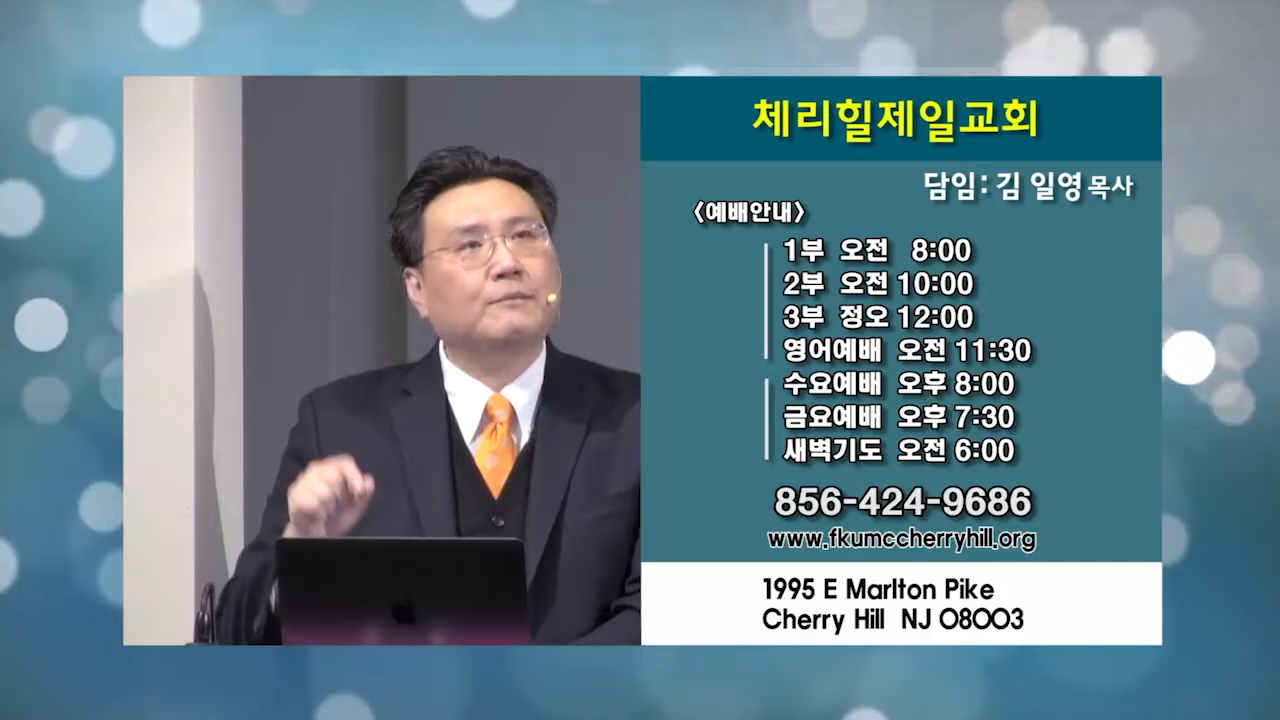 체리힐제일교회
담임: 김 일영 목사
<예배안내>
1부 오전 8:00
2부 오전 10:00
3부 정오 12:00
영어예배 오전 11:30
수요예배 오후 8:00
금요예배 오후 7:30
새벽기도 오전 6:00
856-424-9686
www.fkumccherryhill.org
1995 E Marlton Pike
Cherry Hill NJ 08003